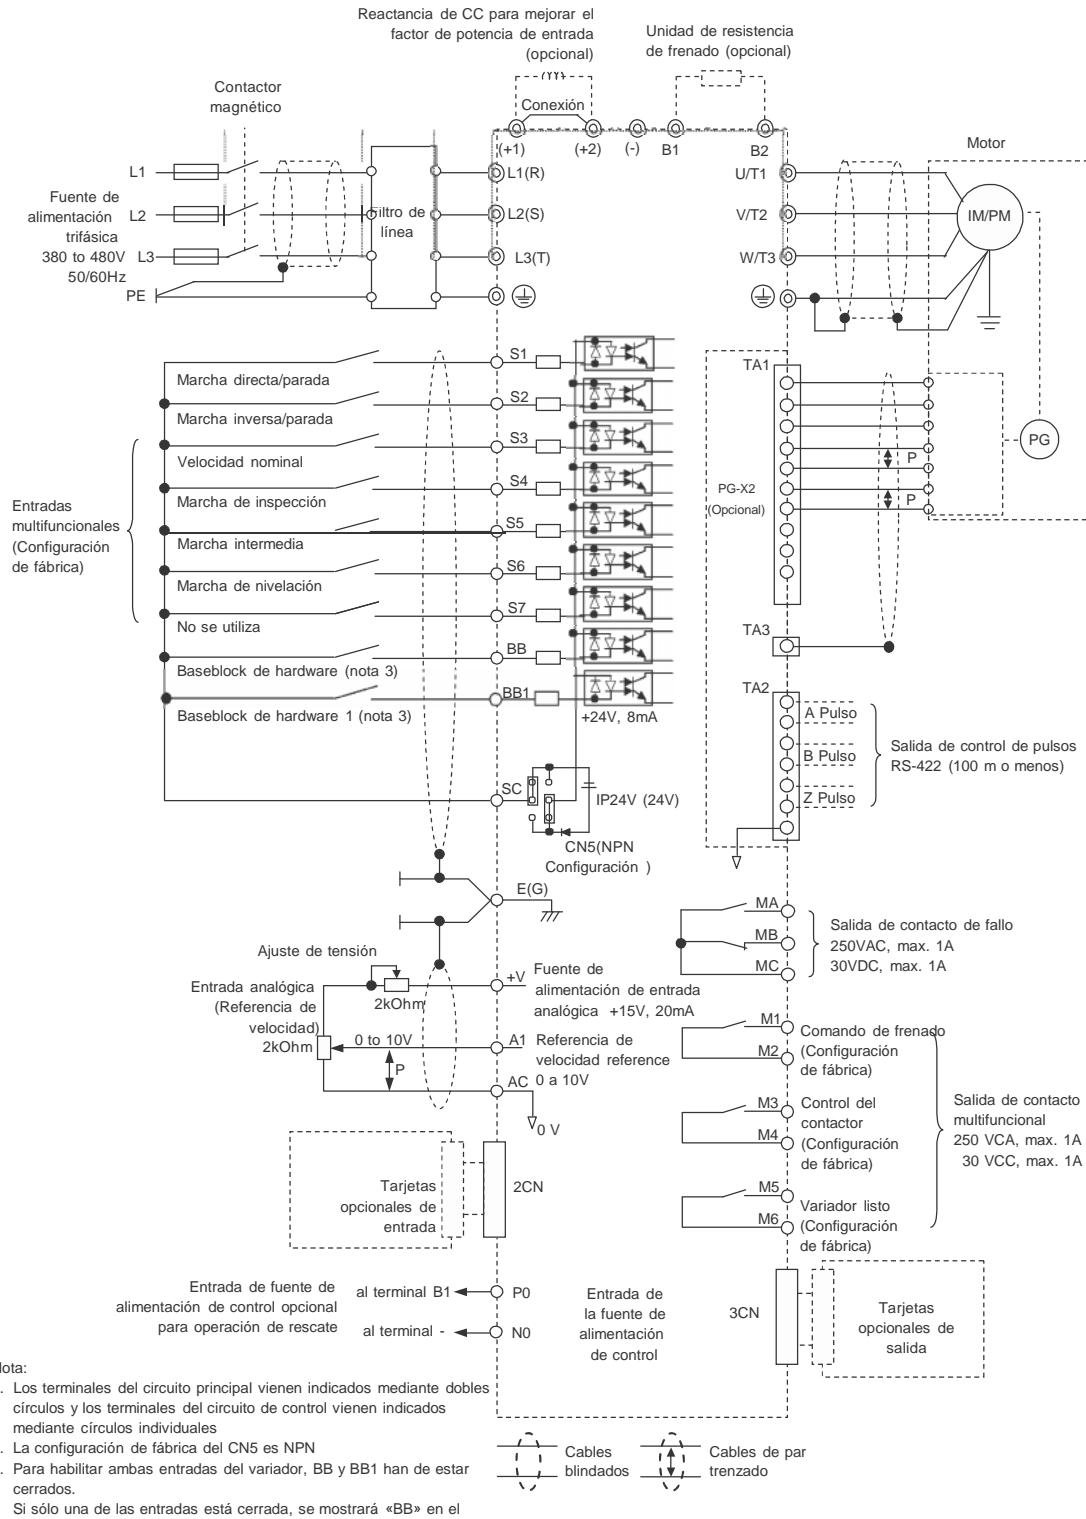 Reactancia de CC para mejorar el
factor de potencia de entrada
(opcional)
Unidad de resistencia
de frenado (opcional)
Contactor
magnético
Conexión
(+1)
(+2)
(-)
B1
B2
Motor
L1
L1(R)
U/T1
Fuente de
alimentación
trifásica
380 to 480V
50/60Hz
L2
Filtro de
línea
L2(S)
V/T2
IM/PM
L3
L3(T)
W/T3
PE
S1
TA1
Marcha directa/parada
S2
Marcha inversa/parada
S3
PG
Velocidad nominal
P
S4
PG-X2
(Opcional)
P
Entradas
multifuncionales
(Configuración
de fábrica)
Marcha de inspección
S5
Marcha intermedia
S6
Marcha de nivelación
S7
No se utiliza
TA3
BB
Baseblock de hardware (nota 3)
BB1
TA2
Baseblock de hardware 1 (nota 3)
+24V, 8mA
A Pulso
B Pulso
Z Pulso
Salida de control de pulsos
RS-422 (100 m o menos)
SC
IP24V (24V)
CN5(NPN
Configuración )
E(G)
MA
MB
MC
Salida de contacto de fallo
250VAC, max. 1A
30VDC, max. 1A
Ajuste de tensión
2kOhm
+V
Fuente de
alimentación de entrada
analógica +15V, 20mA
Entrada analógica
(Referencia de
velocidad)
2kOhm
0 to 10V
P
A1
Referencia de
velocidad reference
0 a 10V
AC
0 V
M1
M2
Comando de frenado
(Configuración
de fábrica)
M3
M4
Control del
contactor
(Configuración
de fábrica)
M5
M6
Variador listo
(Configuración
de fábrica)
Salida de contacto
multifuncional
250 VCA, max. 1A
30 VCC, max. 1A
Tarjetas
opcionales de
entrada
2CN
Entrada de fuente de
alimentación de control opcional
para operación de rescate
al terminal B1
P0
al terminal -
N0
Entrada de
la fuente de
alimentación
de control
3CN
Tarjetas
opcionales de
salida
lota:
. Los terminales del circuito principal vienen indicados mediante dobles
círculos y los terminales del circuito de control vienen indicados
mediante círculos individuales
. La configuración de fábrica del CN5 es NPN
. Para habilitar ambas entradas del variador, BB y BB1 han de estar
cerrados.
Si sólo una de las entradas está cerrada, se mostrará «BB» en el
Cables
blindados
Cables de par
trenzado